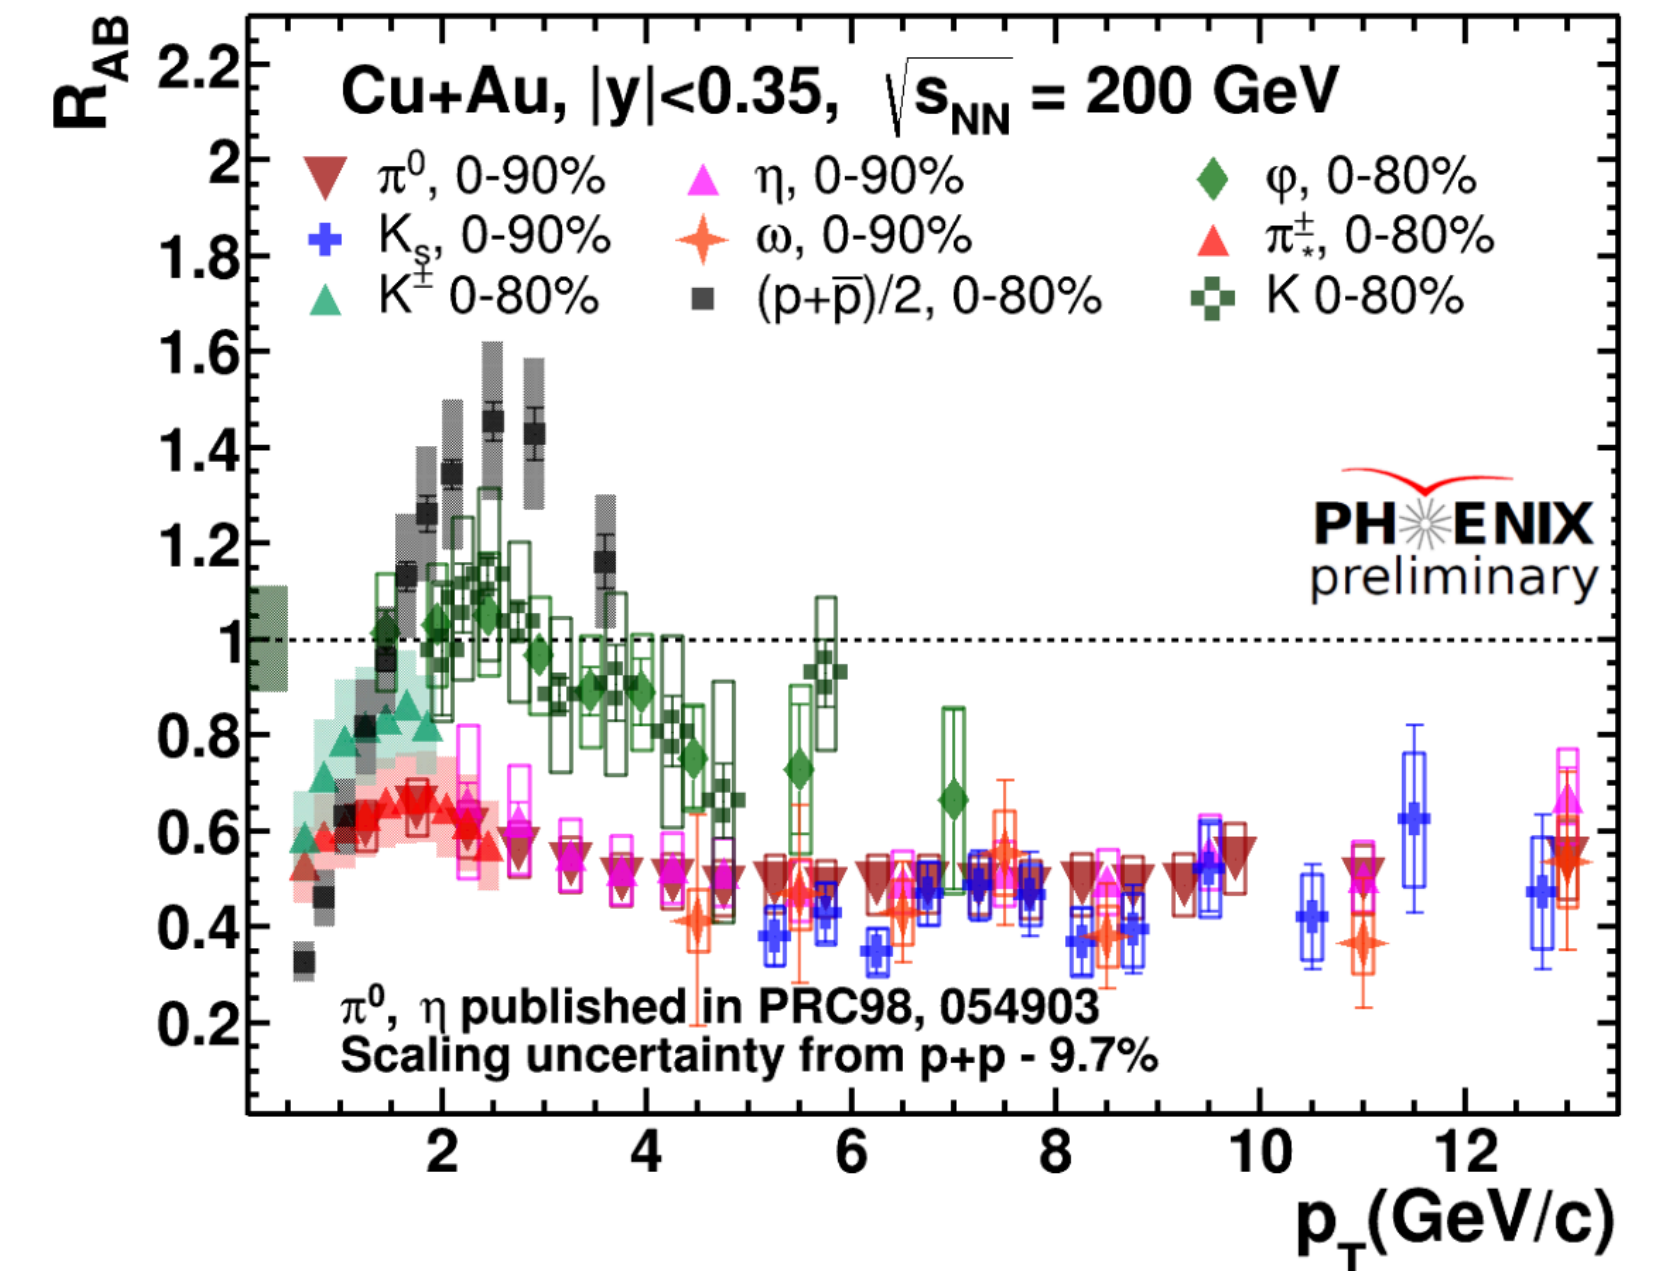 R_AB
Cu+Au, |y|<0.35, √s_NN = 200 GeV
π⁰, 0-90%
η, 0-90%
φ, 0-80%
K_s, 0-90%
ω, 0-90%
π±_*, 0-80%
K± 0-80%
(p+p̅)/2, 0-80%
K 0-80%
2.2
2
1.8
1.6
1.4
1.2
1
0.8
0.6
0.4
0.2
PHENIX
preliminary
π⁰, η published in PRC98, 054903
Scaling uncertainty from p+p - 9.7%
2 4 6 8 10 12
p_T(GeV/c)